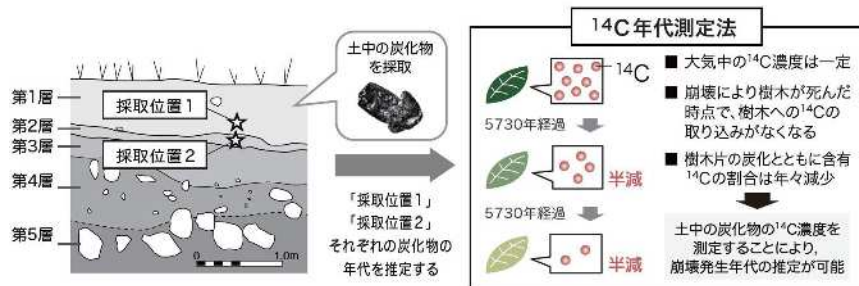 第1層
第2層
第3層
第4層
第5層
採取位置1
採取位置2
1.0m
土中の炭化物
を採取
「採取位置1」
「採取位置2」
それぞれの炭化物の
年代を推定する
¹⁴C年代測定法
¹⁴C
5730年経過
半減
5730年経過
半減
■ 大気中の¹⁴C濃度は一定
■ 崩壊により樹木が死んだ
時点で、樹木への¹⁴Cの
取り込みがなくなる
■ 樹木片の炭化とともに含有
¹⁴Cの割合は年々減少
土中の炭化物の¹⁴C濃度を
測定することにより,
崩壊発生年代の推定が可能